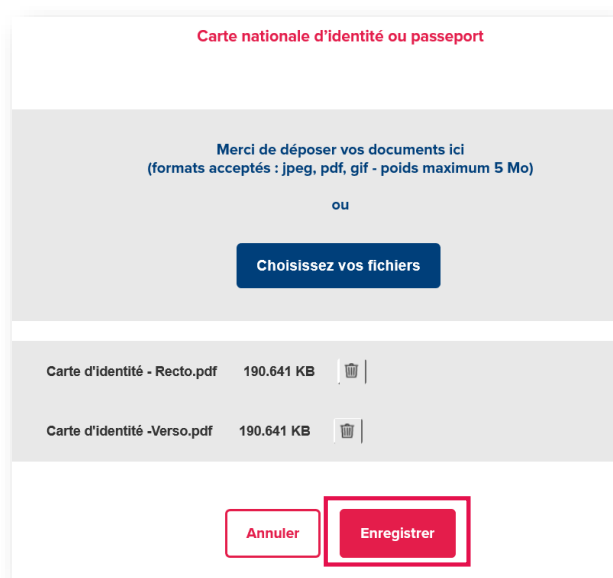 Carte nationale d’identité ou passeport
Merci de déposer vos documents ici
(formats acceptés : jpeg, pdf, gif - poids maximum 5 Mo)
ou
Choisissez vos fichiers
Carte d'identité - Recto.pdf 190.641 KB
Carte d'identité -Verso.pdf 190.641 KB
Annuler Enregistrer